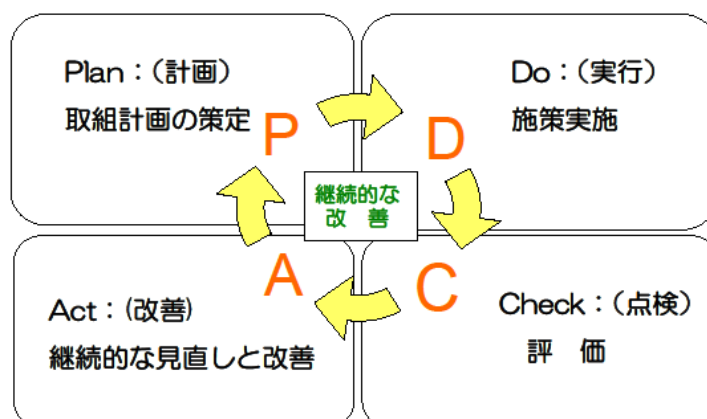 Plan：(計画)
取組計画の策定
P
Do：(実行)
施策実施
D
継続的な
改　善
Act：(改善)
継続的な見直しと改善
A
Check：(点検)
評　価
C